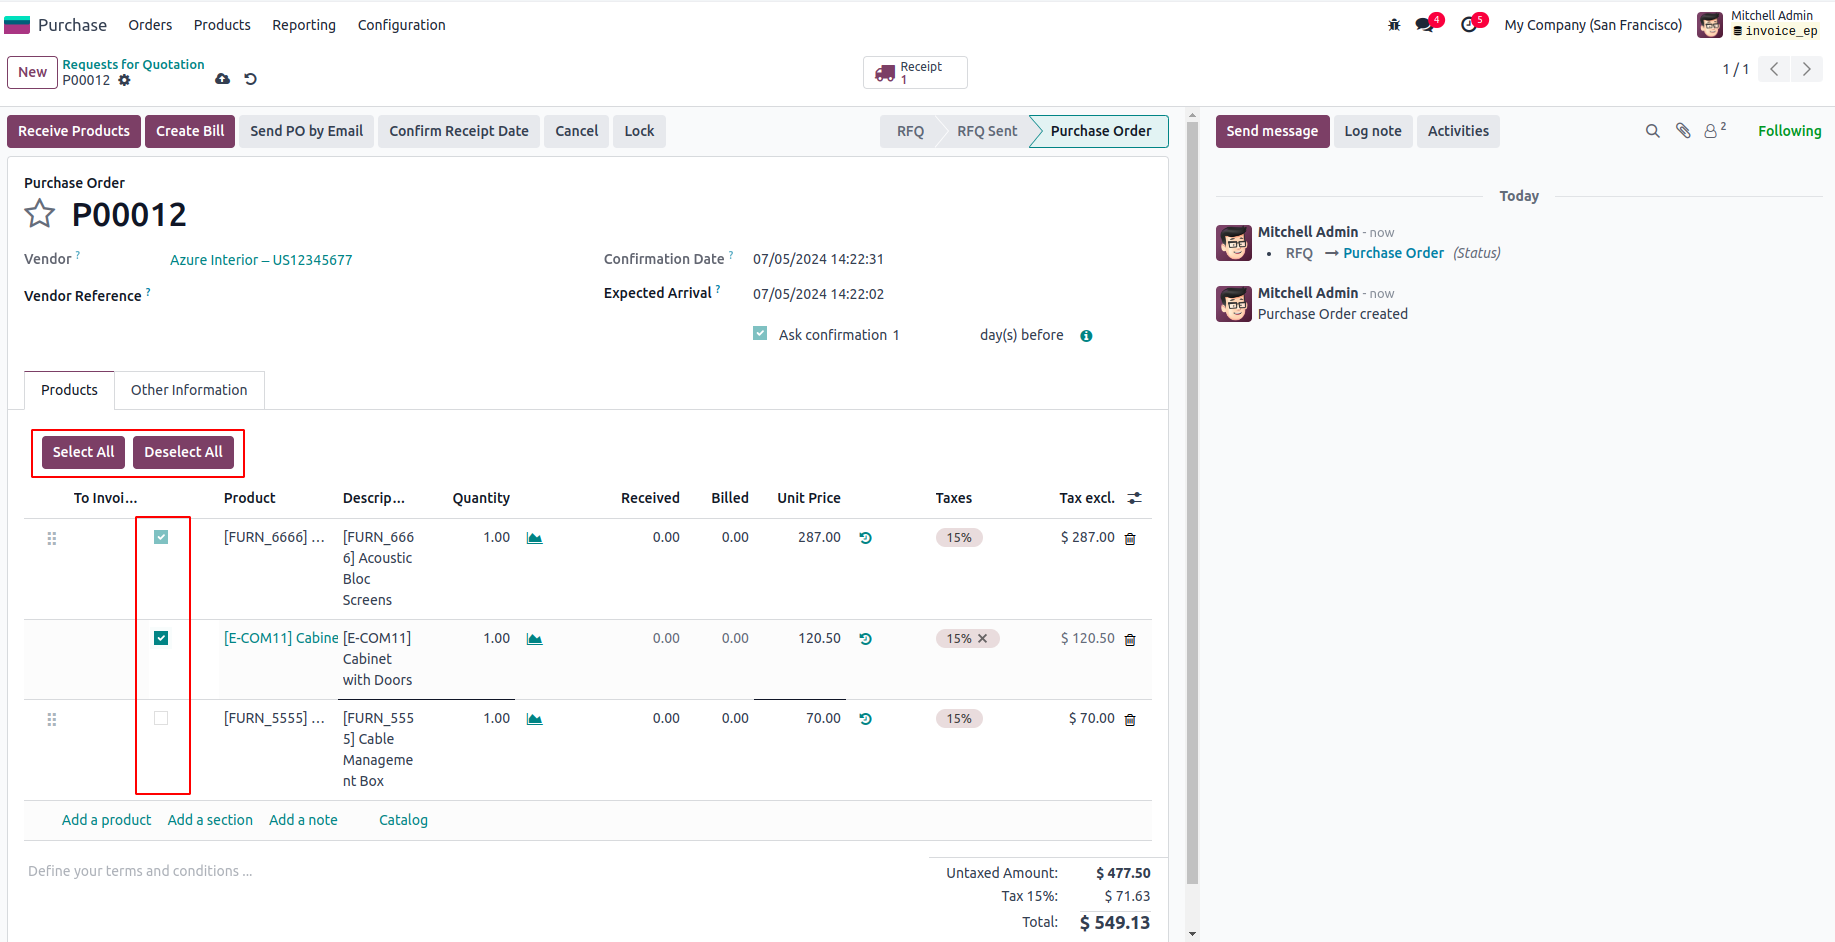 Purchase Orders Products Reporting Configuration
4 5 My Company (San Francisco) Mitchell Admin
invoice_ep
New Requests for Quotation
P00012
Receipt
1
1 / 1
Receive Products Create Bill Send PO by Email Confirm Receipt Date Cancel Lock
RFQ RFQ Sent Purchase Order
Send message Log note Activities 2 Following
Purchase Order
P00012
Vendor ? Azure Interior – US12345677
Vendor Reference ?
Confirmation Date ? 07/05/2024 14:22:31
Expected Arrival ? 07/05/2024 14:22:02
Ask confirmation 1 day(s) before
Today
Mitchell Admin - now
• RFQ → Purchase Order (Status)
Mitchell Admin - now
Purchase Order created
Products Other Information
Select All Deselect All
To Invoi... Product Descrip... Quantity Received Billed Unit Price Taxes Tax excl.
[FURN_6666] ... [FURN_666 1.00 0.00 0.00 287.00 15% $ 287.00
6] Acoustic
Bloc
Screens
[E-COM11] Cabine [E-COM11] 1.00 0.00 0.00 120.50 15% × $ 120.50
Cabinet
with Doors
[FURN_5555] ... [FURN_555 1.00 0.00 0.00 70.00 15% $ 70.00
5] Cable
Manageme
nt Box
Add a product Add a section Add a note Catalog
Define your terms and conditions ...
Untaxed Amount: $ 477.50
Tax 15%: $ 71.63
Total: $ 549.13